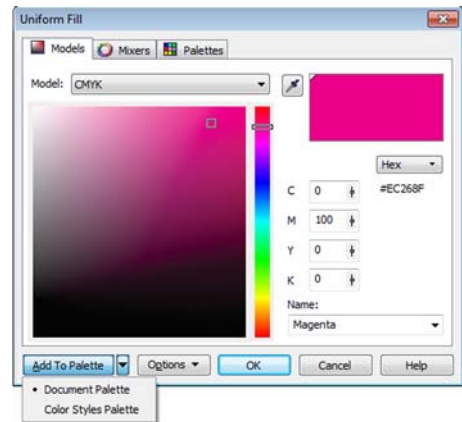 Uniform Fill
Models Mixers Palettes
Model: CMYK
Hex
#EC268F
C 0
M 100
Y 0
K 0
Name:
Magenta
Add To Palette Options OK Cancel Help
• Document Palette
Color Styles Palette